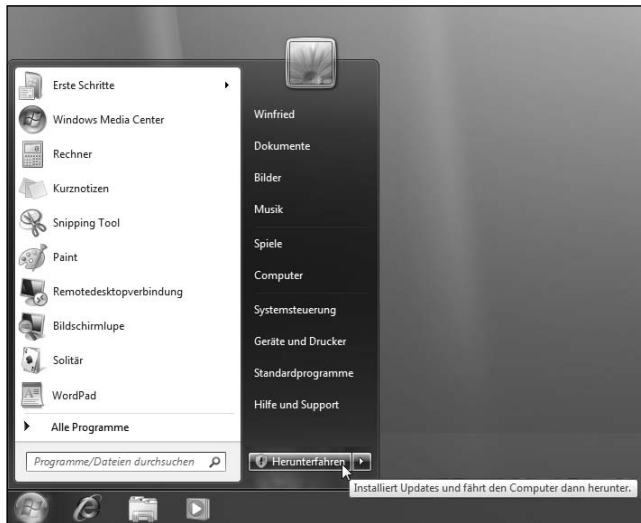 Erste Schritte
Windows Media Center
Rechner
Kurznotizen
Snipping Tool
Paint
Remotedesktopverbindung
Bildschirmlupe
Solitär
WordPad
Alle Programme
Programme/Dateien durchsuchen
Winfried
Dokumente
Bilder
Musik
Spiele
Computer
Systemsteuerung
Geräte und Drucker
Standardprogramme
Hilfe und Support
Herunterfahren
Installiert Updates und fährt den Computer dann herunter.